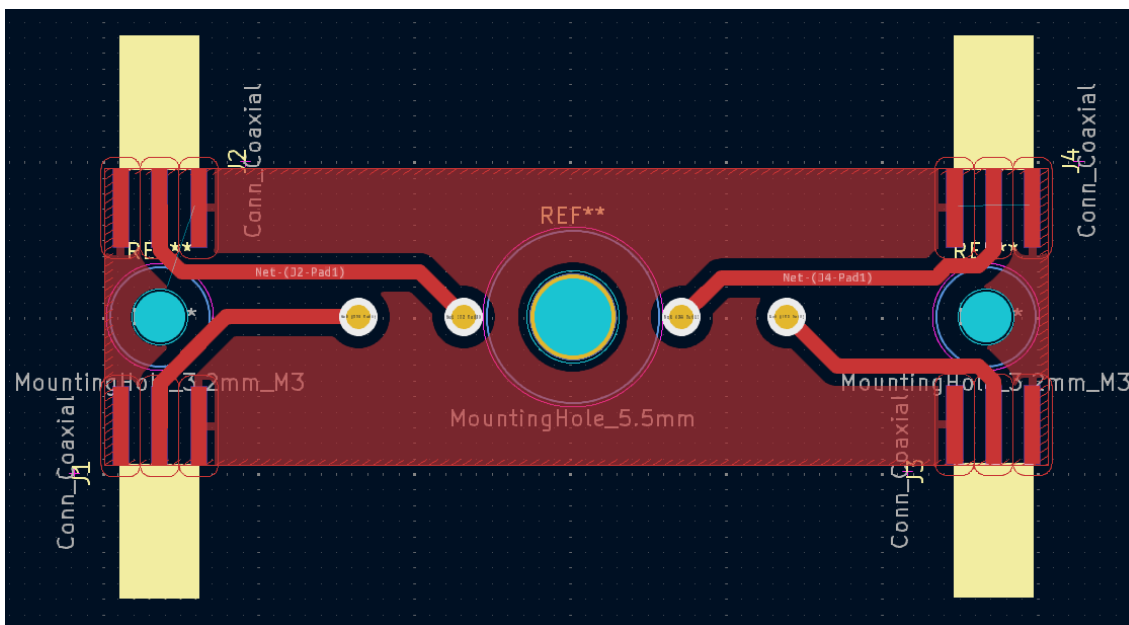 Conn_Coaxial
J2
Conn_Coaxial
J4
REF**
REF**
REF**
Net-(J2-Pad1)
Net-(J4-Pad1)
MountingHole_3.2mm_M3
MountingHole_3.2mm_M3
MountingHole_5.5mm
Conn_Coaxial
J1
Conn_Coaxial
J3